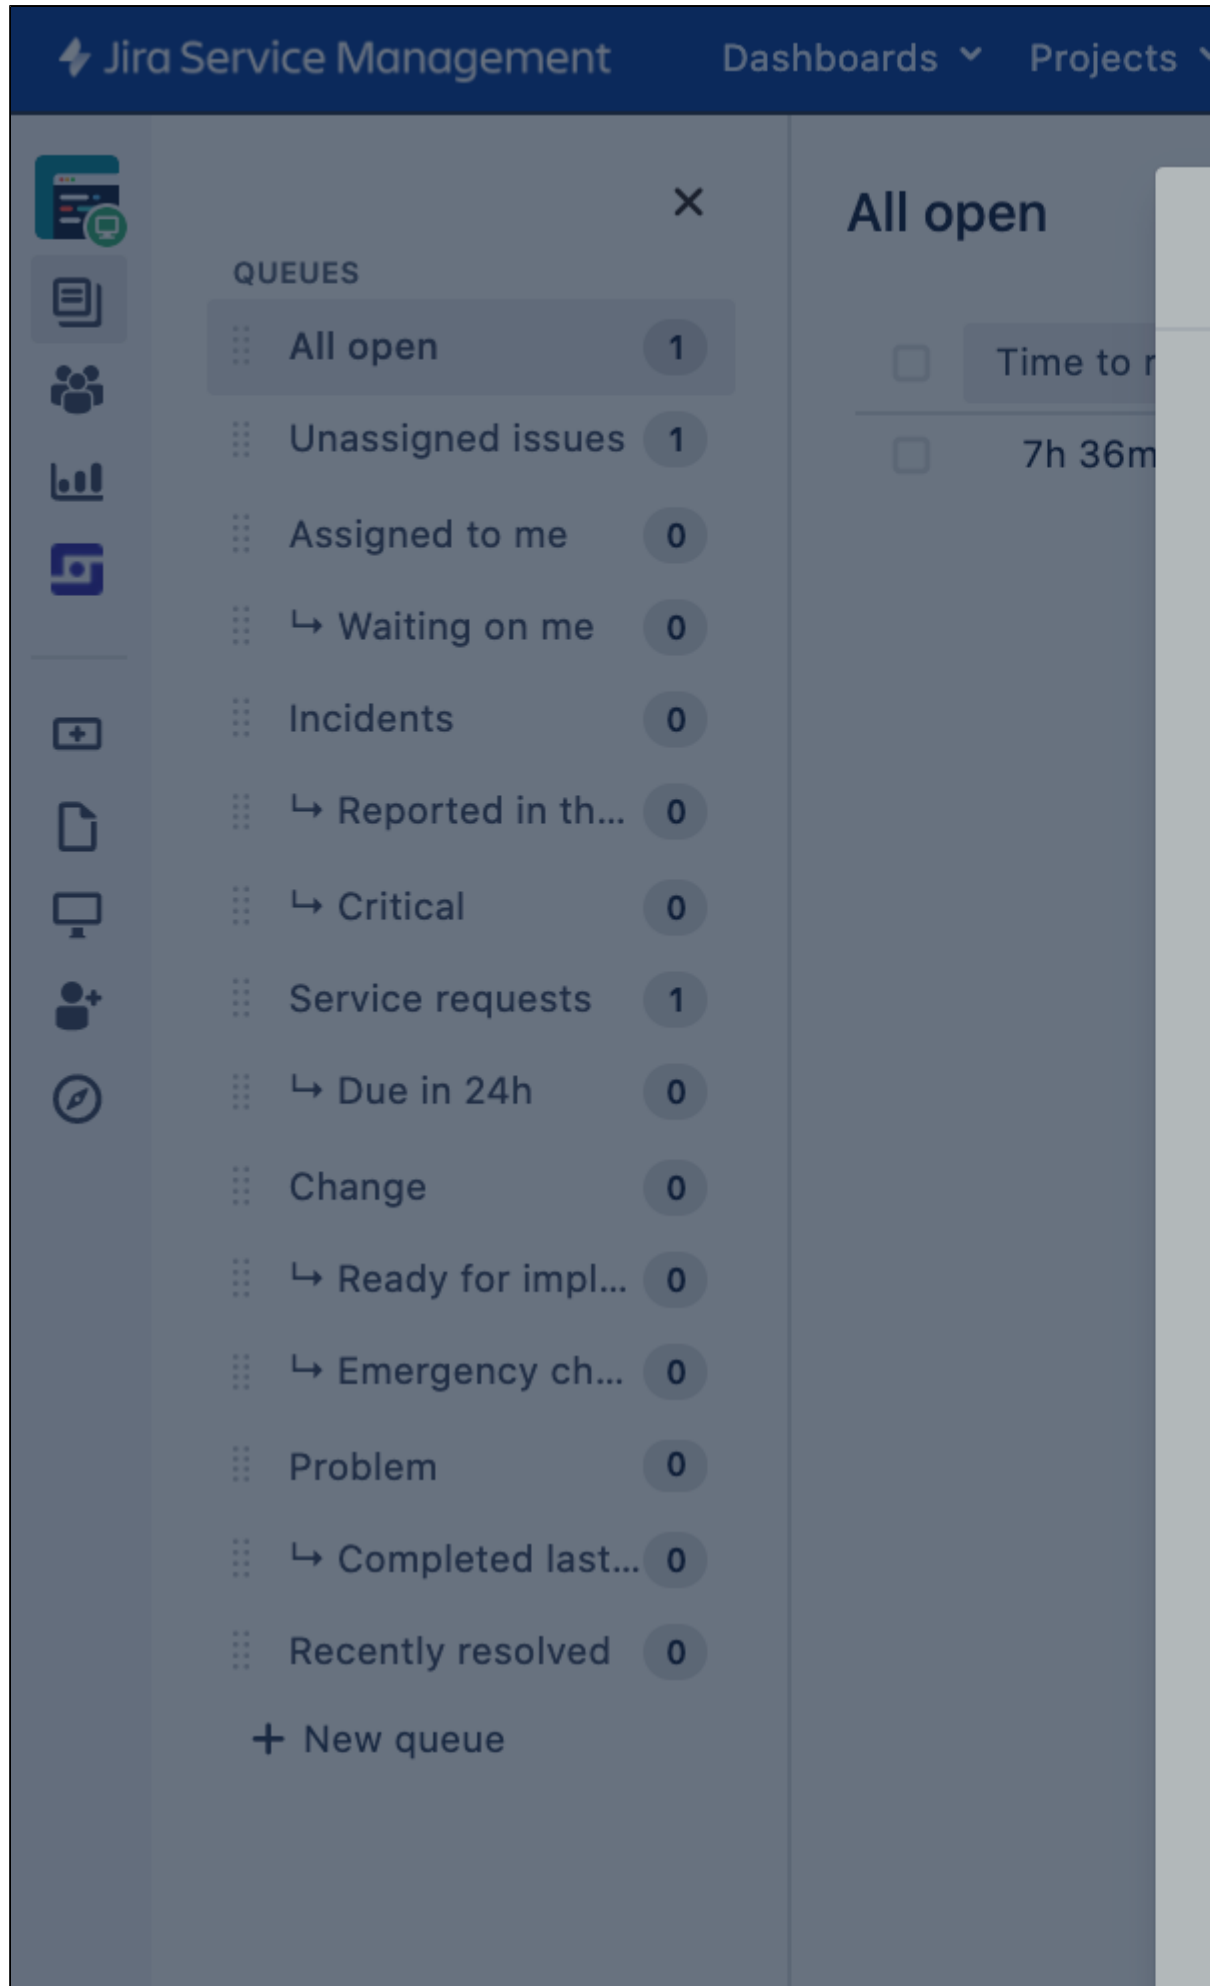 Jira Service Management Dashboards Projects
All open
QUEUES
All open 1
Time to r
Unassigned issues 1
7h 36m
Assigned to me 0
Waiting on me 0
Incidents 0
Reported in th... 0
Critical 0
Service requests 1
Due in 24h 0
Change 0
Ready for impl... 0
Emergency ch... 0
Problem 0
Completed last... 0
Recently resolved 0
+ New queue